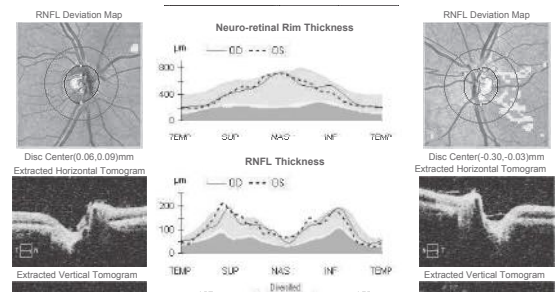 RNFL Deviation Map
Disc Center(0.06,0.09)mm
Extracted Horizontal Tomogram
T N
Extracted Vertical Tomogram
Neuro-retinal Rim Thickness
μm
OD OS
800
400
0
TEMP SUP NAS INF TEMP
RNFL Thickness
μm
OD OS
200
100
0
TEMP SUP NAS INF TEMP
Diversified
RNFL Deviation Map
Disc Center(-0.30,-0.03)mm
Extracted Horizontal Tomogram
N T
Extracted Vertical Tomogram